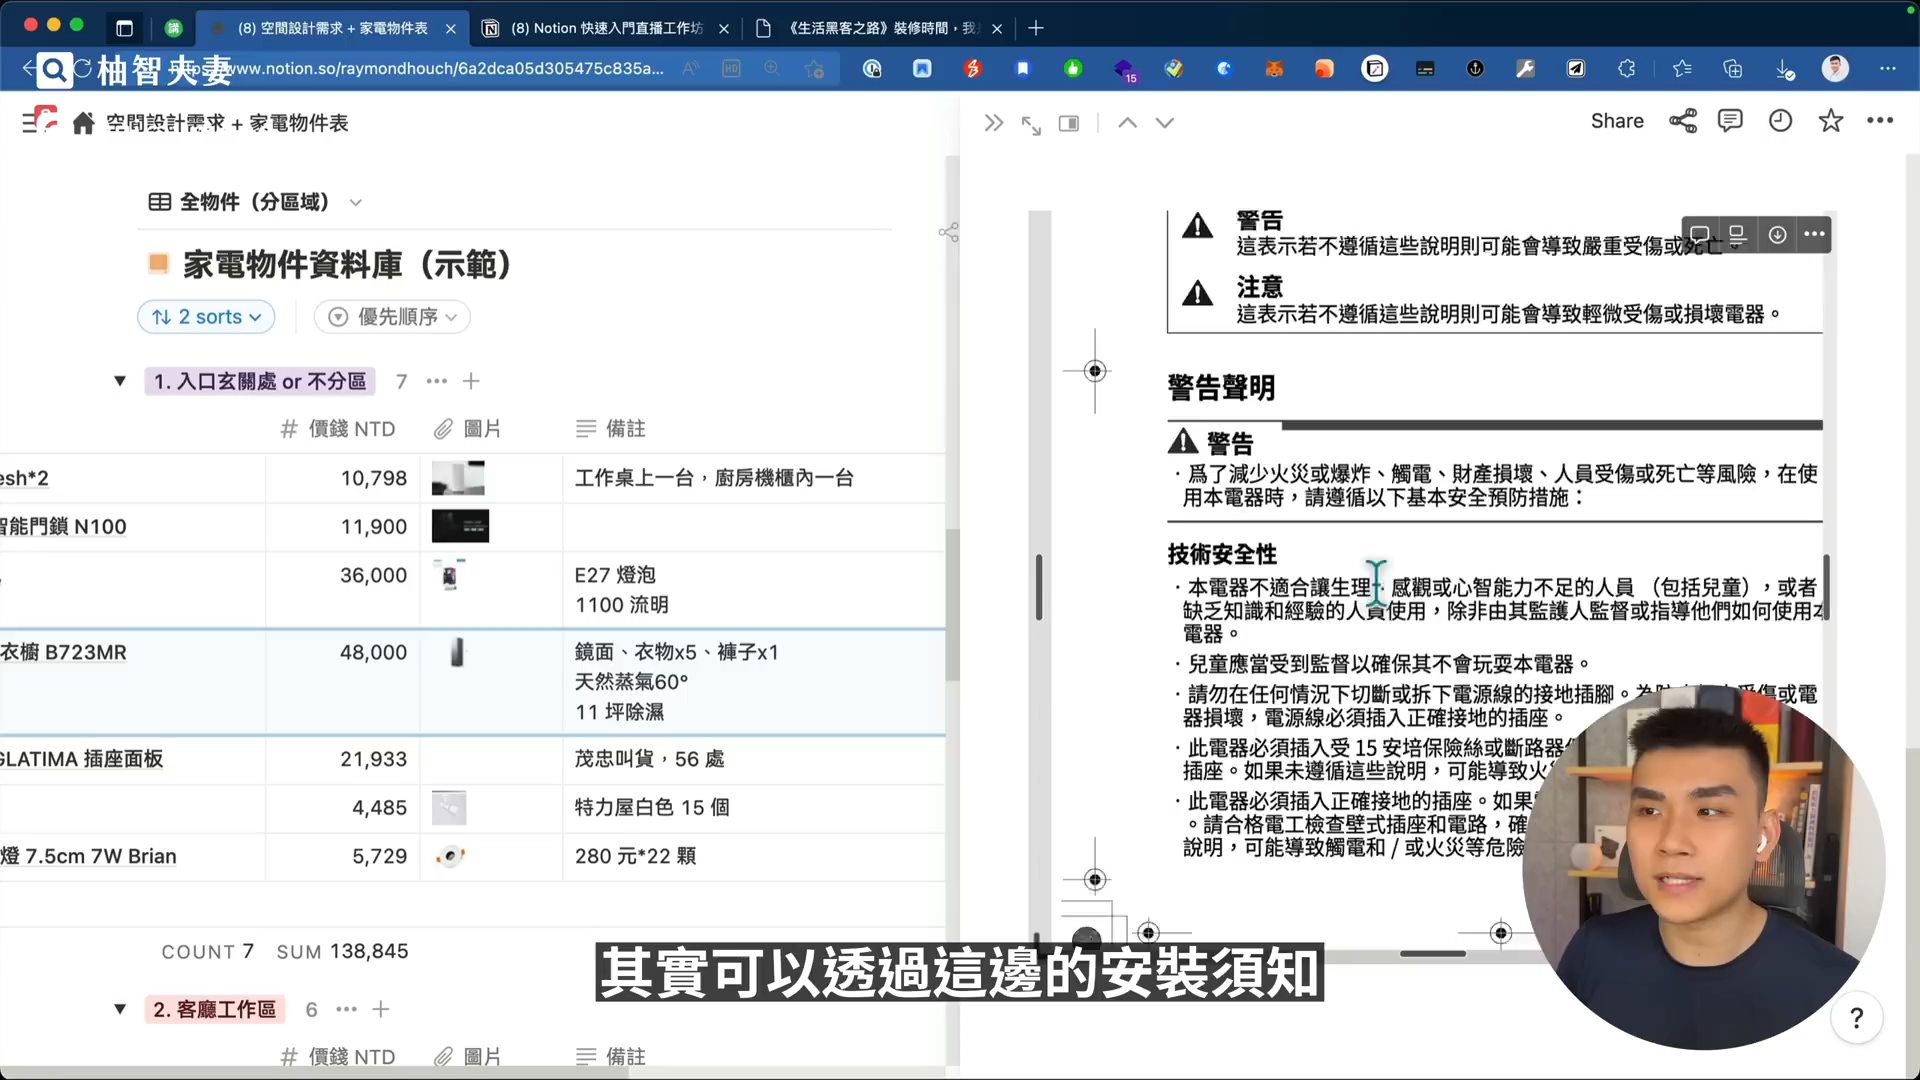 (8) 空間設計需求 + 家電物件表
(8) Notion 快速入門直播工作坊
《生活黑客之路》裝修時間，我
柚智夫妻
www.notion.so/raymondhouch/6a2dca05d305475c835a...
15
空間設計需求 + 家電物件表
Share
全物件（分區域）
家電物件資料庫（示範）
2 sorts
優先順序
1. 入口玄關處 or 不分區 7
價錢 NTD 圖片 備註
esh*2 10,798 工作桌上一台，廚房機櫃內一台
智能門鎖 N100 11,900
36,000 E27 燈泡
1100 流明
衣櫥 B723MR 48,000 鏡面、衣物x5、褲子x1
天然蒸氣60°
11 坪除濕
GLATIMA 插座面板 21,933 茂忠叫貨，56 處
4,485 特力屋白色 15 個
燈 7.5cm 7W Brian 5,729 280 元*22 顆
COUNT 7 SUM 138,845
2. 客廳工作區 6
價錢 NTD 圖片 備註
警告
這表示若不遵循這些說明則可能會導致嚴重受傷或死亡
注意
這表示若不遵循這些說明則可能會導致輕微受傷或損壞電器。
警告聲明
警告
· 爲了減少火災或爆炸、觸電、財產損壞、人員受傷或死亡等風險，在使
用本電器時，請遵循以下基本安全預防措施：
技術安全性
· 本電器不適合讓生理、感觀或心智能力不足的人員 （包括兒童），或者
缺乏知識和經驗的人員使用，除非由其監護人監督或指導他們如何使用本
電器。
· 兒童應當受到監督以確保其不會玩耍本電器。
· 請勿在任何情況下切斷或拆下電源線的接地插腳。為防
受傷或電
器損壞，電源線必須插入正確接地的插座。
· 此電器必須插入受 15 安培保險絲或斷路器
插座。如果未遵循這些說明，可能導致火
· 此電器必須插入正確接地的插座。如果
。請合格電工檢查壁式插座和電路，確
說明，可能導致觸電和 / 或火災等危險
其實可以透過這邊的安裝須知
?